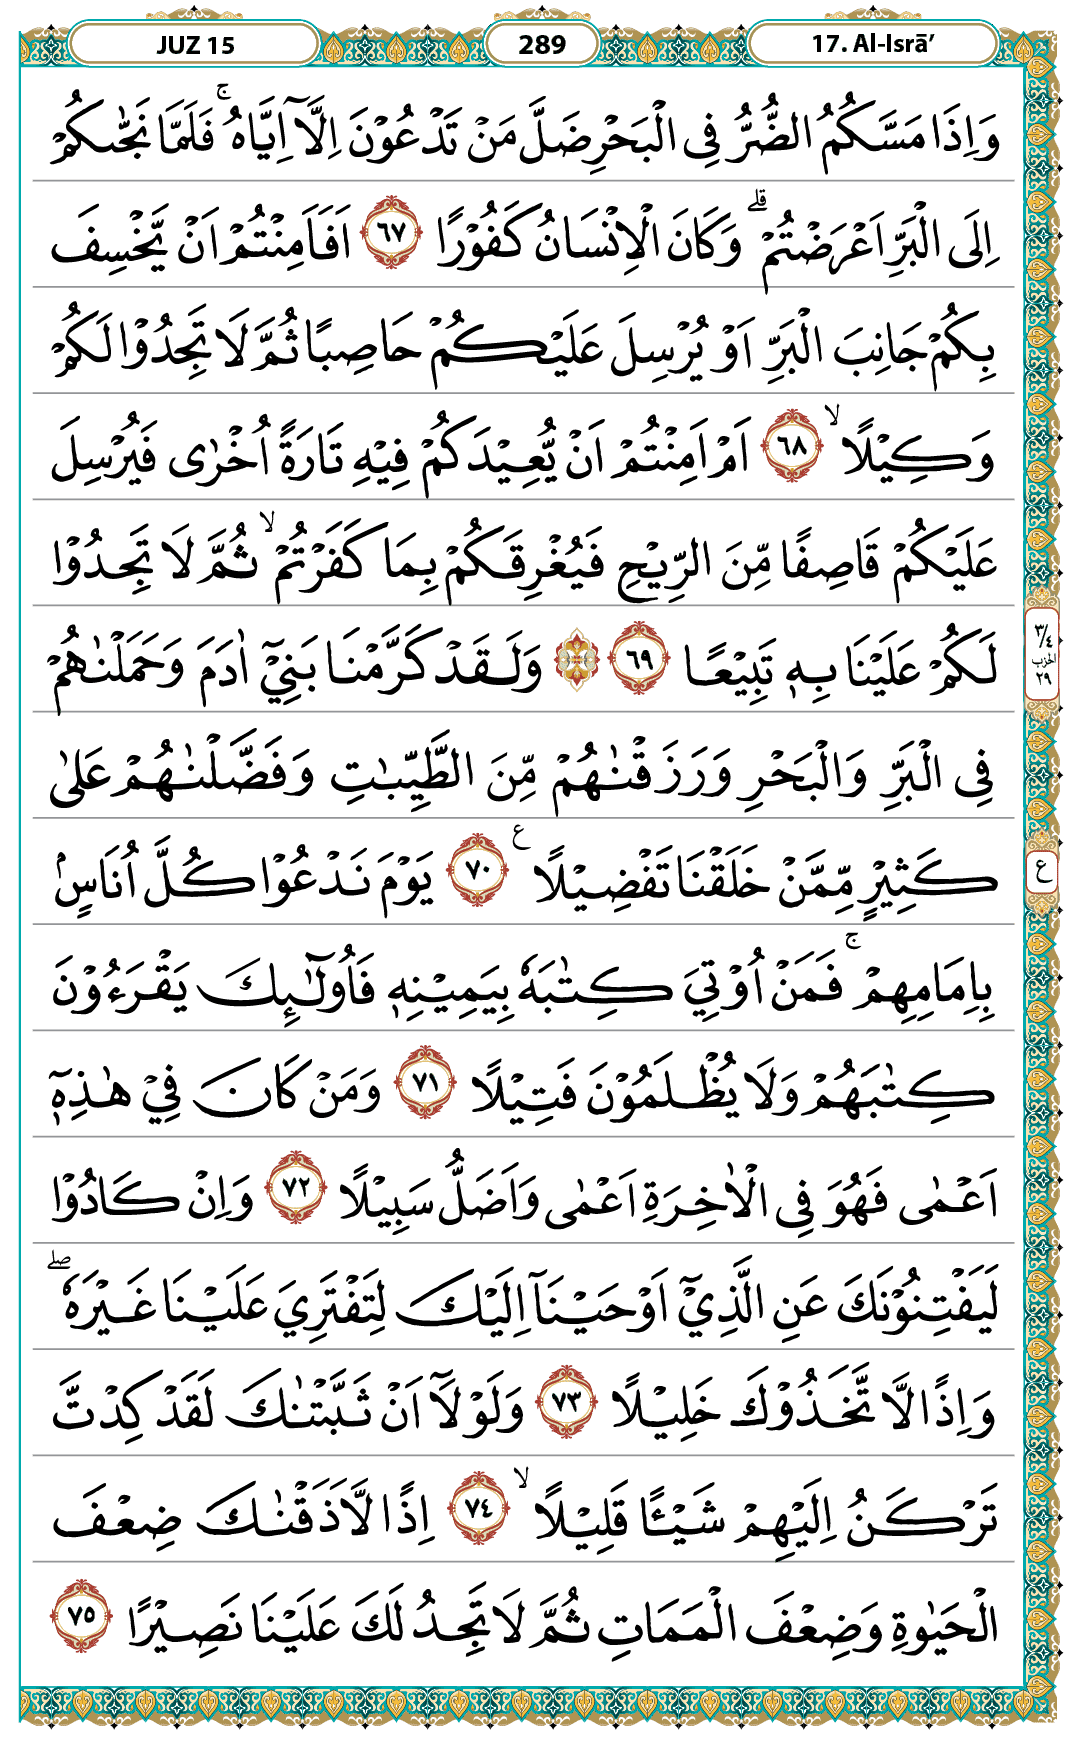 JUZ 15
289
17. Al-Isrā’
وَاِذَا مَسَّكُمُ الضُّرُّ فِى الْبَحْرِ ضَلَّ مَنْ تَدْعُوْنَ اِلَّآ اِيَّاهُ ۚ فَلَمَّا نَجّٰىكُمْ
اِلَى الْبَرِّ اَعْرَضْتُمْ ۗ وَكَانَ الْاِنْسَانُ كَفُوْرًا ٦٧ اَفَاَمِنْتُمْ اَنْ يَّخْسِفَ
بِكُمْ جَانِبَ الْبَرِّ اَوْ يُرْسِلَ عَلَيْكُمْ حَاصِبًا ثُمَّ لَا تَجِدُوْا لَكُمْ
وَكِيْلًا ۙ ٦٨ اَمْ اَمِنْتُمْ اَنْ يُّعِيْدَكُمْ فِيْهِ تَارَةً اُخْرٰى فَيُرْسِلَ
عَلَيْكُمْ قَاصِفًا مِّنَ الرِّيْحِ فَيُغْرِقَكُمْ بِمَا كَفَرْتُمْ ۙ ثُمَّ لَا تَجِدُوْا
لَكُمْ عَلَيْنَا بِهٖ تَبِيْعًا ٦٩ ۞ وَلَقَدْ كَرَّمْنَا بَنِيْٓ اٰدَمَ وَحَمَلْنٰهُمْ
٣/٤ الحزب ٢٩
فِى الْبَرِّ وَالْبَحْرِ وَرَزَقْنٰهُمْ مِّنَ الطَّيِّبٰتِ وَفَضَّلْنٰهُمْ عَلٰى
كَثِيْرٍ مِّمَّنْ خَلَقْنَا تَفْضِيْلًا ࣖ ٧٠ يَوْمَ نَدْعُوْا كُلَّ اُنَاسٍۢ
ع
بِاِمَامِهِمْ ۚ فَمَنْ اُوْتِيَ كِتٰبَهٗ بِيَمِيْنِهٖ فَاُولٰۤىِٕكَ يَقْرَءُوْنَ
كِتٰبَهُمْ وَلَا يُظْلَمُوْنَ فَتِيْلًا ٧١ وَمَنْ كَانَ فِيْ هٰذِهٖٓ
اَعْمٰى فَهُوَ فِى الْاٰخِرَةِ اَعْمٰى وَاَضَلُّ سَبِيْلًا ٧٢ وَاِنْ كَادُوْا
لَيَفْتِنُوْنَكَ عَنِ الَّذِيْٓ اَوْحَيْنَآ اِلَيْكَ لِتَفْتَرِيَ عَلَيْنَا غَيْرَهٗ ۖ
وَاِذًا لَّاتَّخَذُوْكَ خَلِيْلًا ٧٣ وَلَوْلَآ اَنْ ثَبَّتْنٰكَ لَقَدْ كِدْتَّ
تَرْكَنُ اِلَيْهِمْ شَيْـًٔا قَلِيْلًا ۙ ٧٤ اِذًا لَّاَذَقْنٰكَ ضِعْفَ
الْحَيٰوةِ وَضِعْفَ الْمَمَاتِ ثُمَّ لَا تَجِدُ لَكَ عَلَيْنَا نَصِيْرًا ٧٥